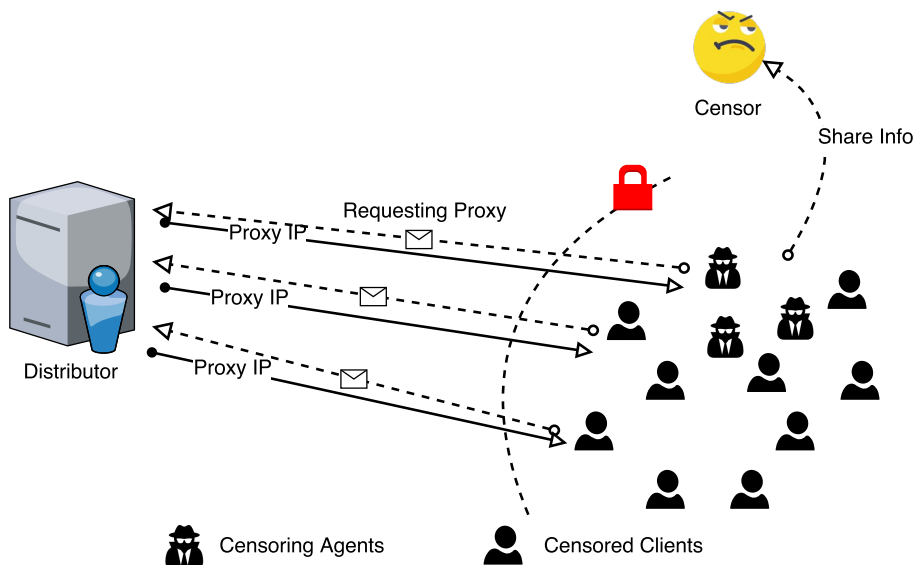 Censor
Share Info
Requesting Proxy
Proxy IP
Proxy IP
Proxy IP
Distributor
Censoring Agents
Censored Clients